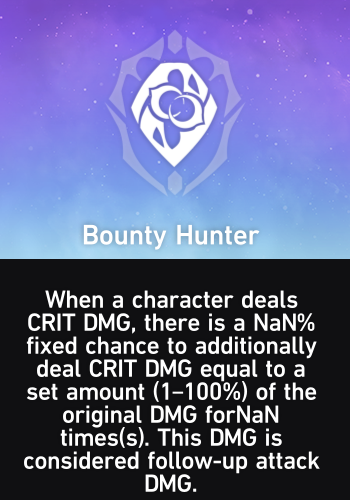 Bounty Hunter
When a character deals
CRIT DMG, there is a NaN%
fixed chance to additionally
deal CRIT DMG equal to a
set amount (1–100%) of the
original DMG forNaN
times(s). This DMG is
considered follow-up attack
DMG.